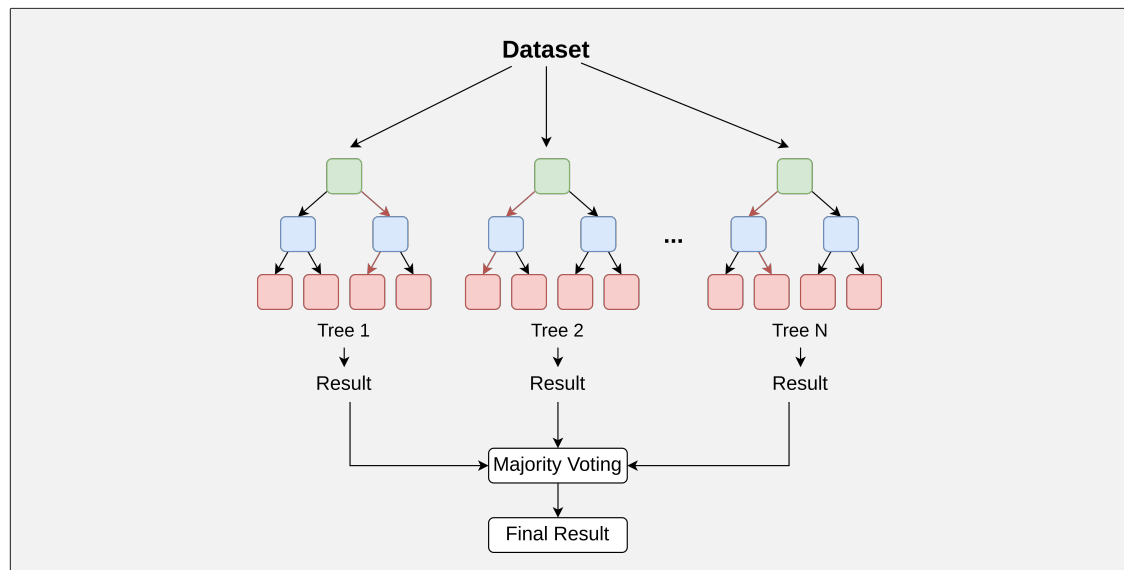 Dataset
...
Tree 1
Tree 2
Tree N
Result
Result
Result
Majority Voting
Final Result